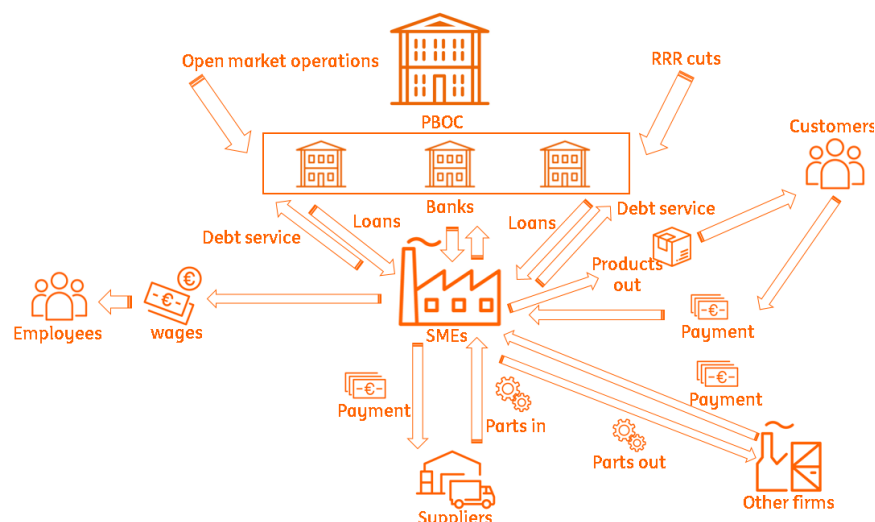 Open market operations
RRR cuts
PBOC
Customers
Banks
Loans
Loans
Debt service
Debt service
Products
out
Employees
wages
SMEs
Payment
Payment
Payment
Parts in
Parts out
Other firms
Suppliers